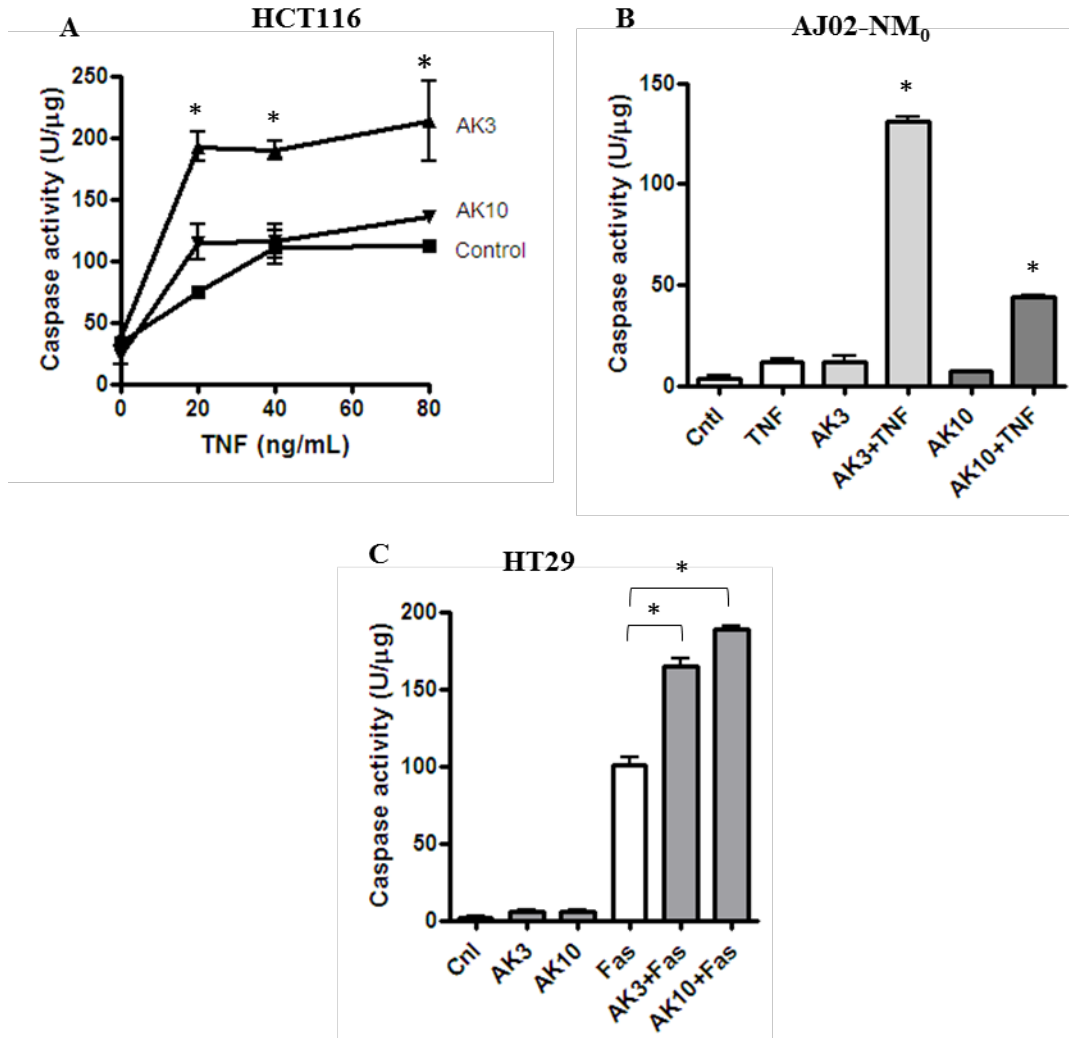 A
HCT116
Caspase activity (U/μg)
250
200
150
100
50
0
*
*
*
AK3
AK10
Control
0
20
40
60
80
TNF (ng/mL)
B
AJ02-NM₀
Caspase activity (U/μg)
150
100
50
0
*
*
Cntl
TNF
AK3
AK3+TNF
AK10
AK10+TNF
C
HT29
Caspase activity (U/μg)
200
150
100
50
0
*
*
Cnl
AK3
AK10
Fas
AK3+Fas
AK10+Fas